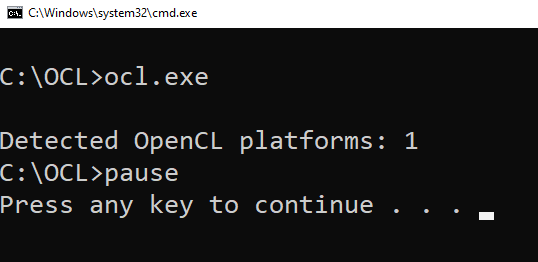 C:\Windows\system32\cmd.exe
C:\OCL>ocl.exe
Detected OpenCL platforms: 1
C:\OCL>pause
Press any key to continue . . .